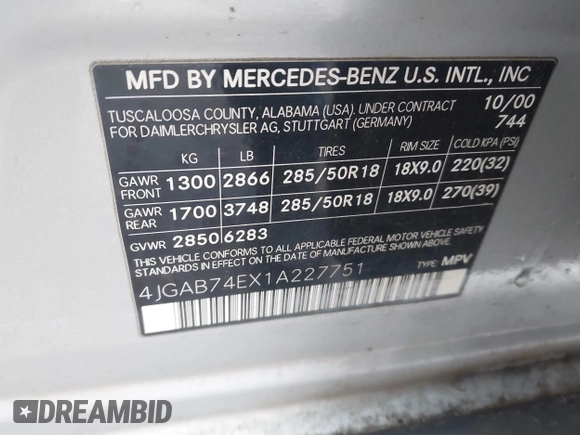 MFD BY MERCEDES-BENZ U.S. INTL., INC
TUSCALOOSA COUNTY, ALABAMA (USA). UNDER CONTRACT 10/00
FOR DAIMLERCHRYSLER AG, STUTTGART (GERMANY) 744
KG LB TIRES RIM SIZE COLD KPA (PSI)
GAWR FRONT 1300 2866 285/50R18 18X9.0 220(32)
GAWR REAR 1700 3748 285/50R18 18X9.0 270(39)
GVWR 2850 6283
THIS VEHICLE CONFORMS TO ALL APPLICABLE FEDERAL MOTOR VEHICLE SAFETY
STANDARDS IN EFFECT ON THE DATE OF MANUFACTURE SHOWN ABOVE.
4JGAB74EX1A227751 TYPE: MPV
DREAMBID